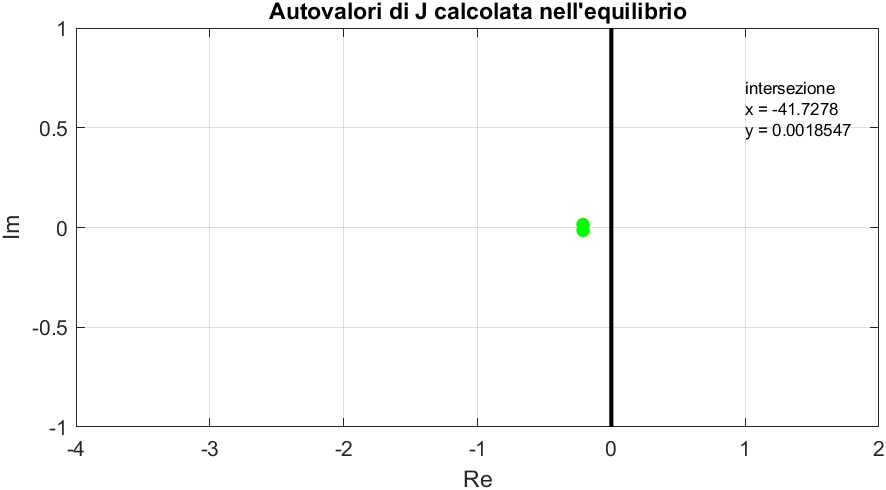 Autovalori di J calcolata nell'equilibrio
1
intersezione
x = -41.7278
y = 0.0018547
0.5
0
-0.5
-1
Im
-4
-3
-2
-1
0
1
2
Re